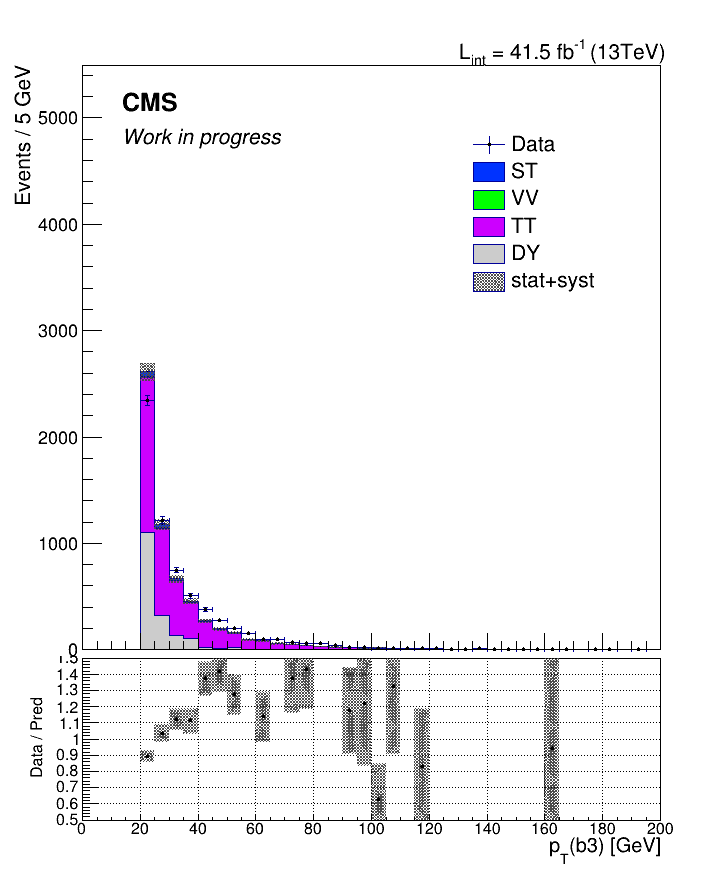 L_int = 41.5 fb^-1 (13TeV)
CMS
Work in progress
Events / 5 GeV
5000
4000
3000
2000
1000
0
Data
ST
VV
TT
DY
stat+syst
Data / Pred
1.5
1.4
1.3
1.2
1.1
1
0.9
0.8
0.7
0.6
0.5
0 20 40 60 80 100 120 140 160 180 200
p_T(b3) [GeV]